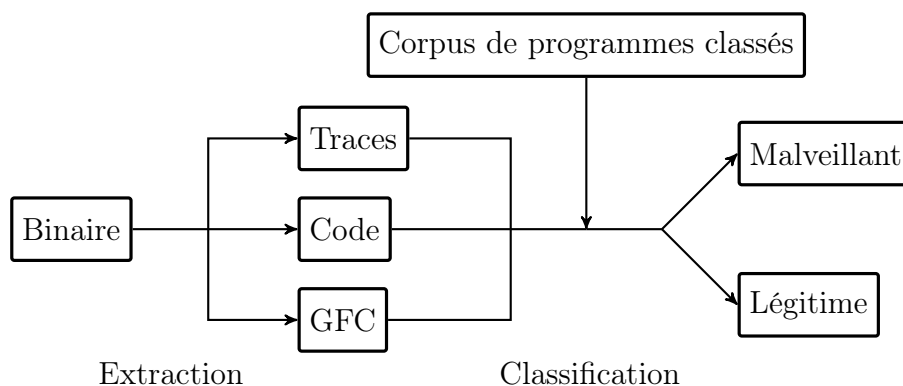 Corpus de programmes classés
Traces
Malveillant
Binaire
Code
Légitime
GFC
Extraction
Classification